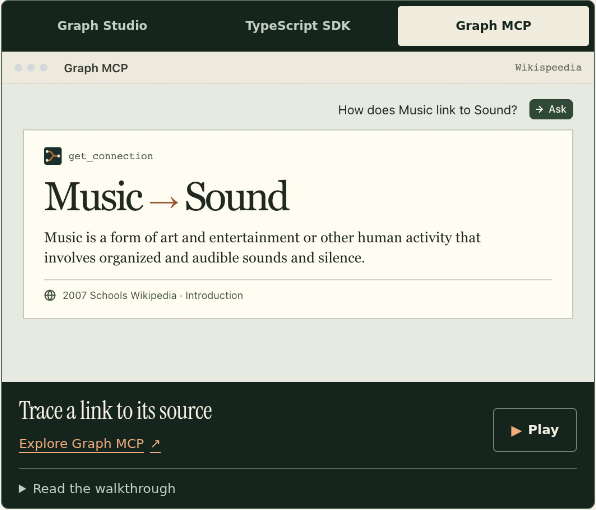 Graph Studio
TypeScript SDK
Graph MCP
Graph MCP
Wikispeedia
How does Music link to Sound?
→ Ask
get_connection
Music → Sound
Music is a form of art and entertainment or other human activity that
involves organized and audible sounds and silence.
2007 Schools Wikipedia · Introduction
Trace a link to its source
Explore Graph MCP ↗
▶ Play
▶ Read the walkthrough